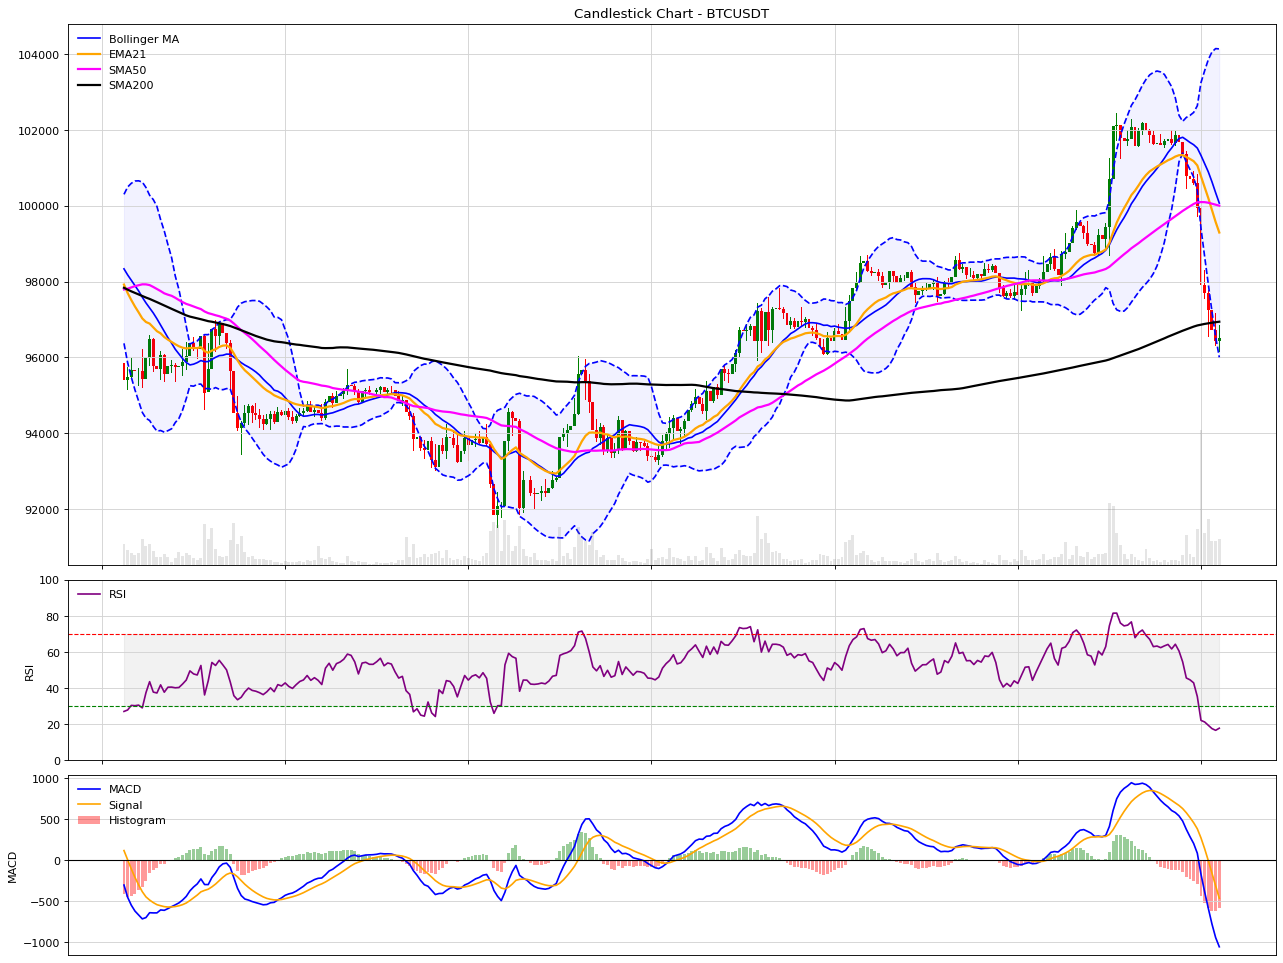 Candlestick Chart - BTCUSDT
Bollinger MA
EMA21
SMA50
SMA200
104000
102000
100000
98000
96000
94000
92000
RSI
100
80
60
40
20
0
RSI
MACD
Signal
Histogram
1000
500
0
−500
−1000
MACD